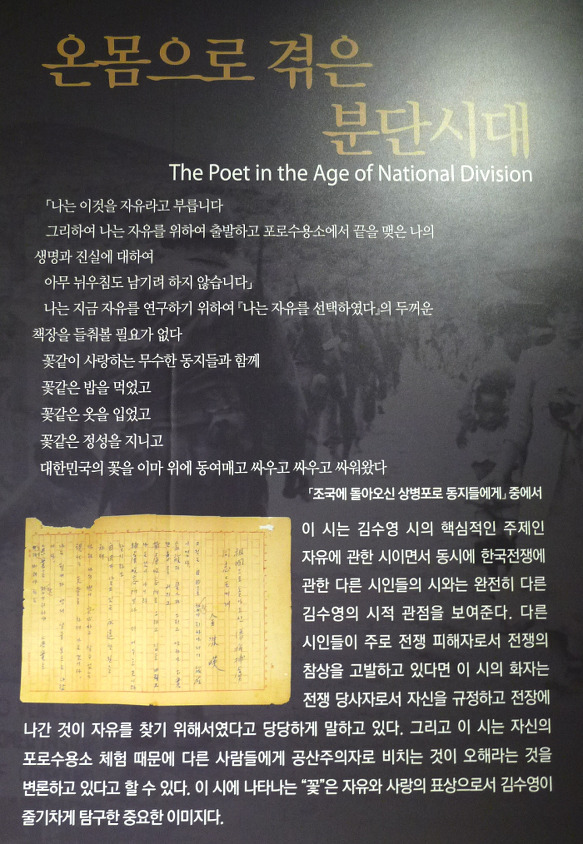 온몸으로 겪은
분단시대
The Poet in the Age of National Division
「나는 이것을 자유라고 부릅니다
그리하여 나는 자유를 위하여 출발하고 포로수용소에서 끝을 맺은 나의
생명과 진실에 대하여
아무 뉘우침도 남기려 하지 않습니다」
나는 지금 자유를 연구하기 위하여 『나는 자유를 선택하였다』의 두꺼운
책장을 들춰볼 필요가 없다
꽃같이 사랑하는 무수한 동지들과 함께
꽃같은 밥을 먹었고
꽃같은 옷을 입었고
꽃같은 정성을 지니고
대한민국의 꽃을 이마 위에 동여매고 싸우고 싸우고 싸워왔다
「조국에 돌아오신 상병포로 동지들에게」 중에서
이 시는 김수영 시의 핵심적인 주제인
자유에 관한 시이면서 동시에 한국전쟁에
관한 다른 시인들의 시와는 완전히 다른
김수영의 시적 관점을 보여준다. 다른
시인들이 주로 전쟁 피해자로서 전쟁의
참상을 고발하고 있다면 이 시의 화자는
전쟁 당사자로서 자신을 규정하고 전장에
나간 것이 자유를 찾기 위해서였다고 당당하게 말하고 있다. 그리고 이 시는 자신의
포로수용소 체험 때문에 다른 사람들에게 공산주의자로 비치는 것이 오해라는 것을
변론하고 있다고 할 수 있다. 이 시에 나타나는 “꽃”은 자유와 사랑의 표상으로서 김수영이
줄기차게 탐구한 중요한 이미지다.